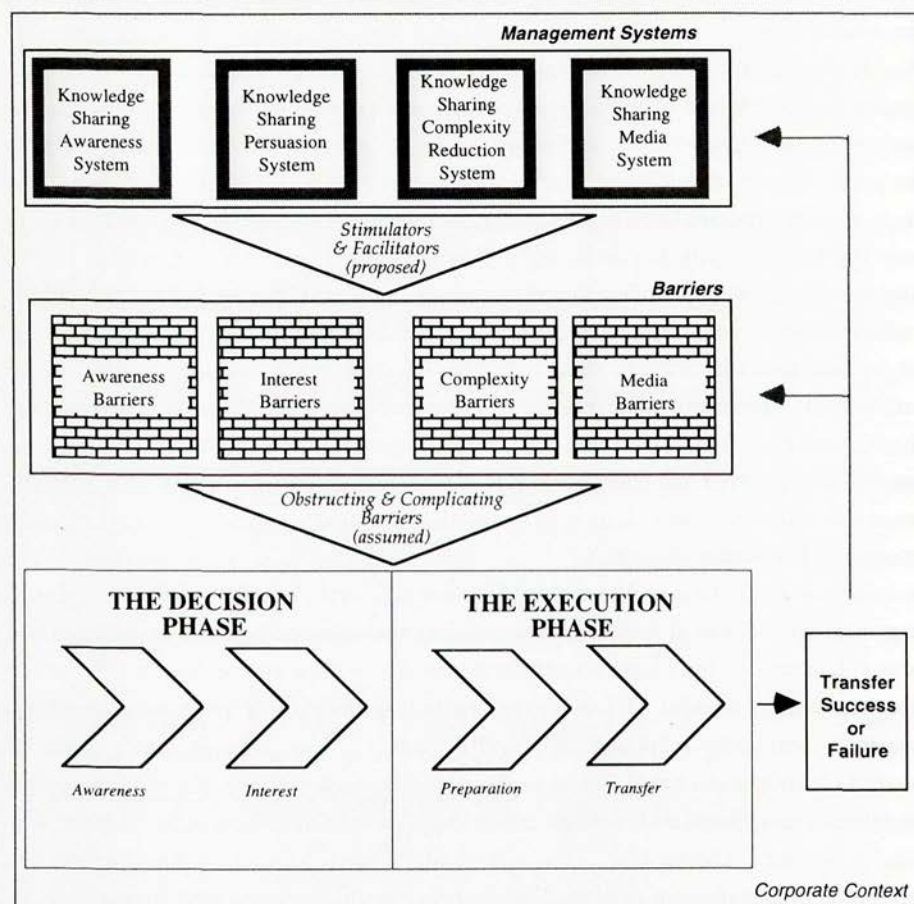 Management Systems
Knowledge
Sharing
Awareness
System
Knowledge
Sharing
Persuasion
System
Knowledge
Sharing
Complexity
Reduction
System
Knowledge
Sharing
Media
System
Stimulators
& Facilitators
(proposed)
Barriers
Awareness
Barriers
Interest
Barriers
Complexity
Barriers
Media
Barriers
Obstructing & Complicating
Barriers
(assumed)
THE DECISION
PHASE
THE EXECUTION
PHASE
Awareness
Interest
Preparation
Transfer
Transfer
Success
or
Failure
Corporate Context